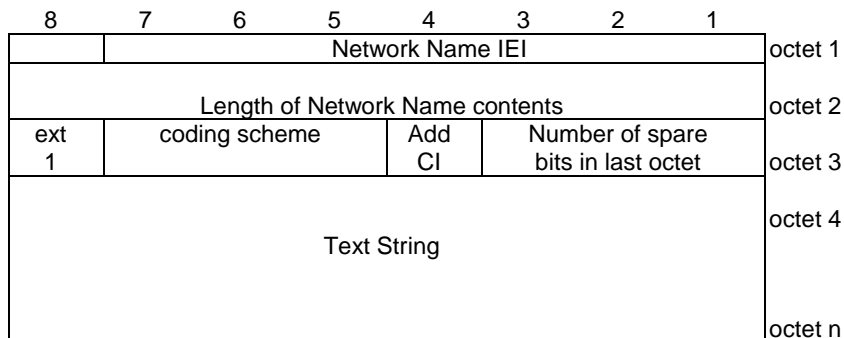 8 7 6 5 4 3 2 1
Network Name IEI octet 1
Length of Network Name contents octet 2
ext coding scheme Add Number of spare
1 CI bits in last octet octet 3
octet 4
Text String
octet n